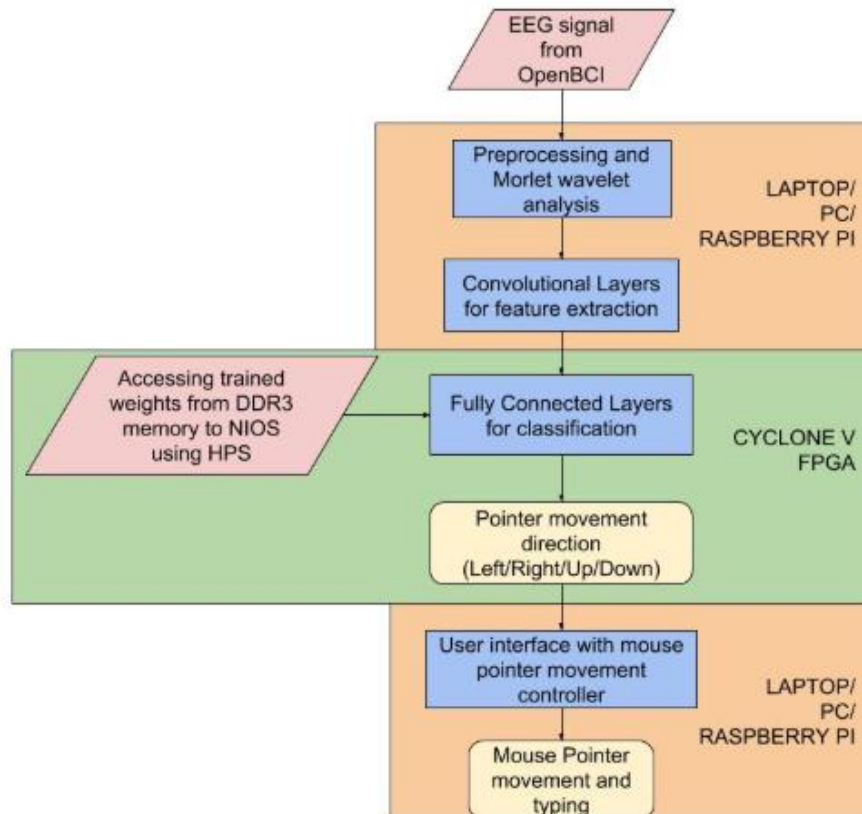 EEG signal
from
OpenBCI
Preprocessing and
Morlet wavelet
analysis
LAPTOP/
PC/
RASPBERRY PI
Convolutional Layers
for feature extraction
Accessing trained
weights from DDR3
memory to NIOS
using HPS
Fully Connected Layers
for classification
CYCLONE V
FPGA
Pointer movement
direction
(Left/Right/Up/Down)
User interface with mouse
pointer movement
controller
LAPTOP/
PC/
RASPBERRY PI
Mouse Pointer
movement and
typing